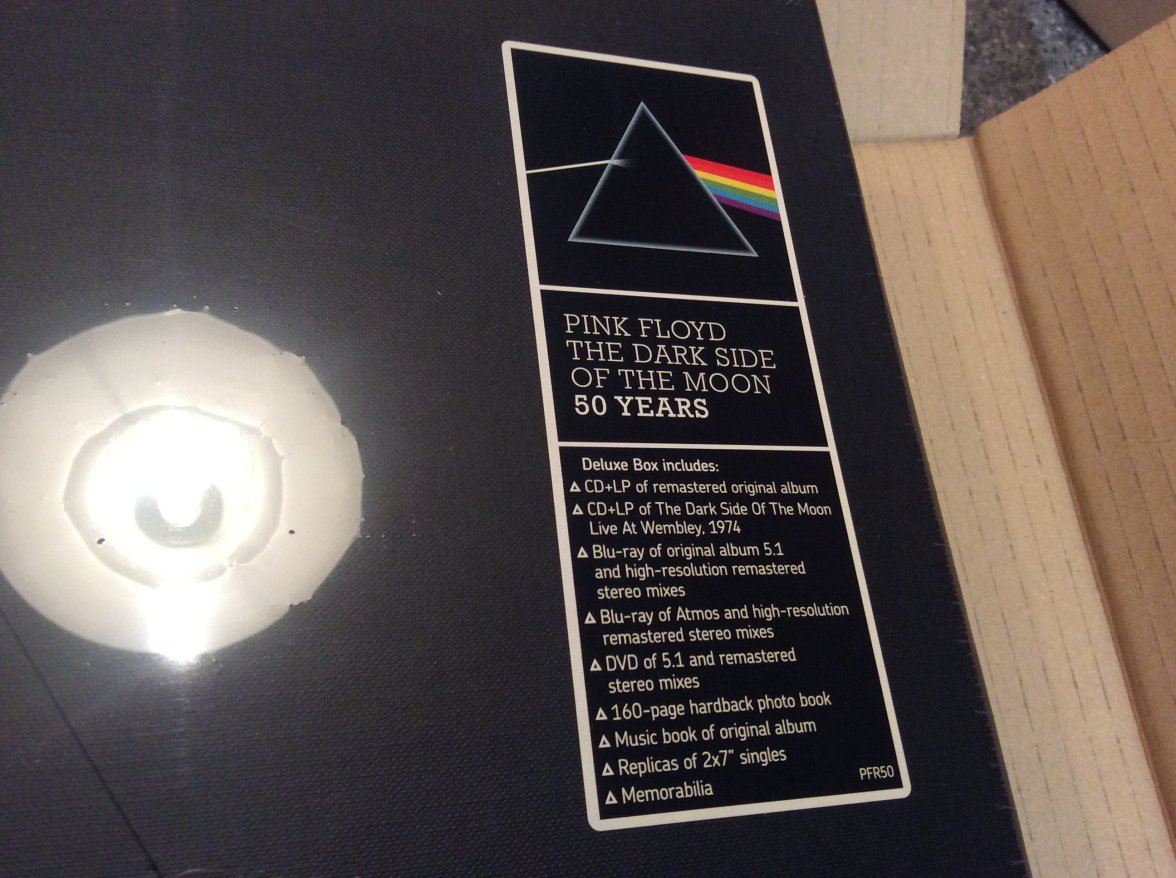 PINK FLOYD
THE DARK SIDE
OF THE MOON
50 YEARS
Deluxe Box includes:
CD+LP of remastered original album
CD+LP of The Dark Side Of The Moon
Live At Wembley, 1974
Blu-ray of original album 5.1
and high-resolution remastered
stereo mixes
Blu-ray of Atmos and high-resolution
remastered stereo mixes
DVD of 5.1 and remastered
stereo mixes
160-page hardback photo book
Music book of original album
Replicas of 2x7" singles
Memorabilia
PFR50